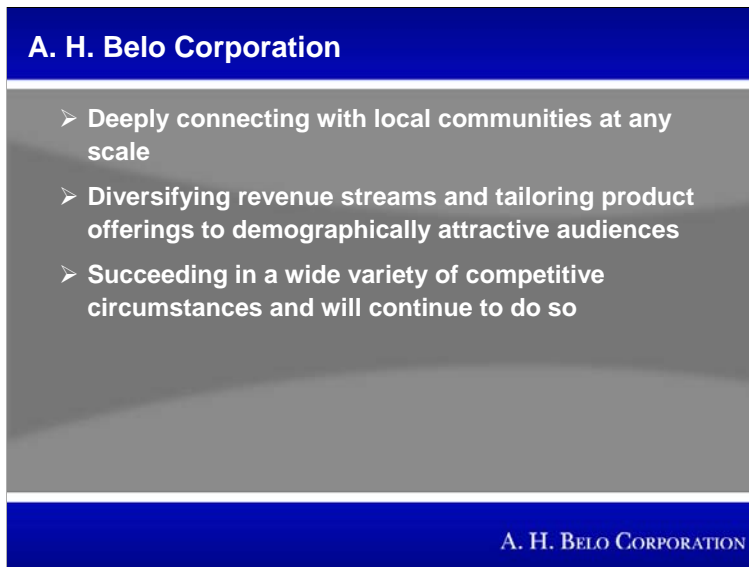 A. H. Belo Corporation
➢ Deeply connecting with local communities at any
scale
➢ Diversifying revenue streams and tailoring product
offerings to demographically attractive audiences
➢ Succeeding in a wide variety of competitive
circumstances and will continue to do so
A. H. BELO CORPORATION